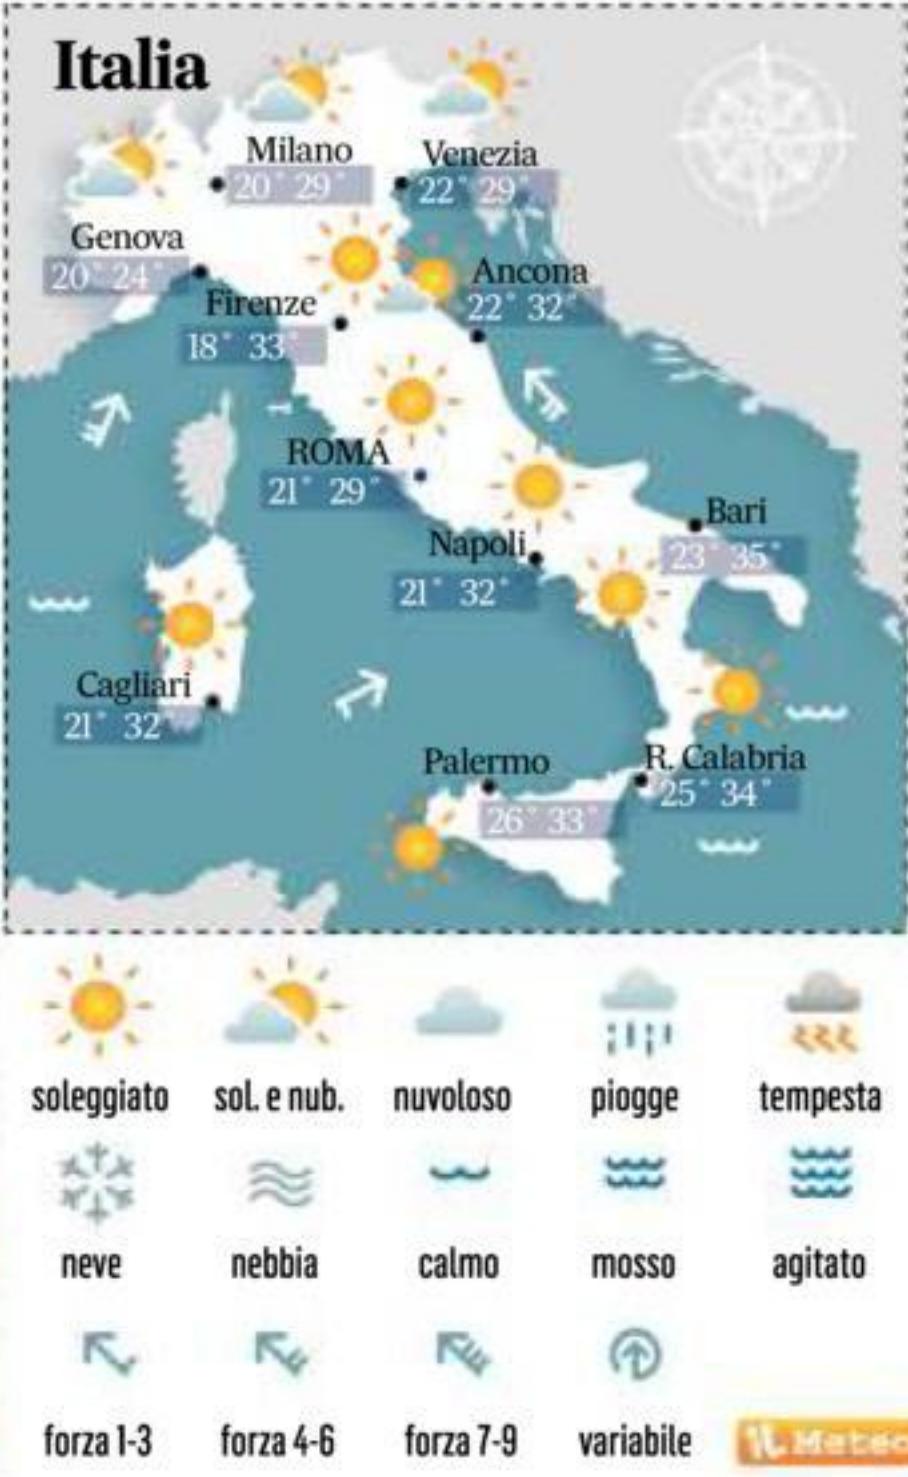 Italia
Milano
20° 29°
Venezia
22° 29°
Genova
20° 24°
Ancona
22° 32°
Firenze
18° 33°
ROMA
21° 29°
Bari
23° 35°
Napoli
21° 32°
Cagliari
21° 32°
Palermo
26° 33°
R. Calabria
25° 34°
soleggiato sol. e nub. nuvoloso piogge tempesta
neve nebbia calmo mosso agitato
forza 1-3 forza 4-6 forza 7-9 variabile
iL Meteo